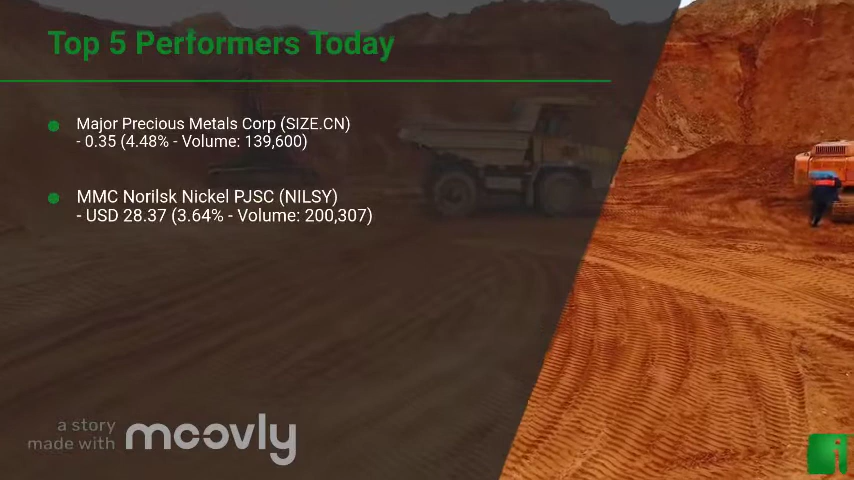 Top 5 Performers Today
Major Precious Metals Corp (SIZE.CN)
- 0.35 (4.48% - Volume: 139,600)
MMC Norilsk Nickel PJSC (NILSY)
- USD 28.37 (3.64% - Volume: 200,307)
a story
made with moovly
i